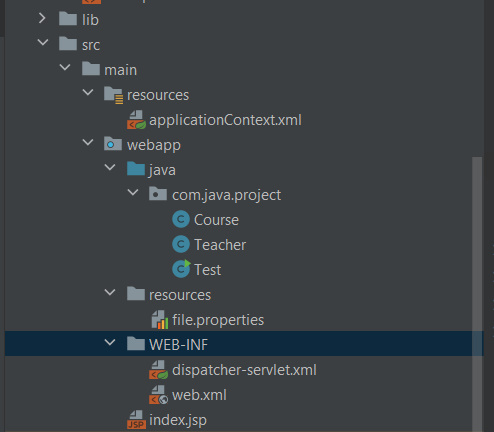 lib
src
main
resources
applicationContext.xml
webapp
java
com.java.project
Course
Teacher
Test
resources
file.properties
WEB-INF
dispatcher-servlet.xml
web.xml
index.jsp